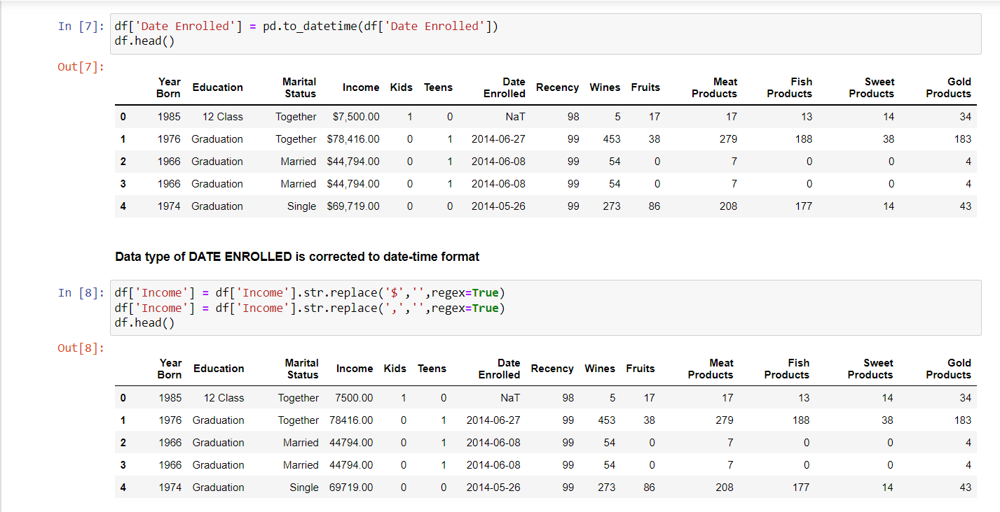 In [7]: df['Date Enrolled'] = pd.to_datetime(df['Date Enrolled'])
df.head()
Out[7]:
Year Born Education Marital Status Income Kids Teens Date Enrolled Recency Wines Fruits Meat Products Fish Products Sweet Products Gold Products
0 1985 12 Class Together $7,500.00 1 0 NaT 98 5 17 17 13 14 34
1 1976 Graduation Together $78,416.00 0 1 2014-06-27 99 453 38 279 188 38 183
2 1966 Graduation Married $44,794.00 0 1 2014-06-08 99 54 0 7 0 0 4
3 1966 Graduation Married $44,794.00 0 1 2014-06-08 99 54 0 7 0 0 4
4 1974 Graduation Single $69,719.00 0 0 2014-05-26 99 273 86 208 177 14 43
Data type of DATE ENROLLED is corrected to date-time format
In [8]: df['Income'] = df['Income'].str.replace('$','',regex=True)
df['Income'] = df['Income'].str.replace(',','',regex=True)
df.head()
Out[8]:
Year Born Education Marital Status Income Kids Teens Date Enrolled Recency Wines Fruits Meat Products Fish Products Sweet Products Gold Products
0 1985 12 Class Together 7500.00 1 0 NaT 98 5 17 17 13 14 34
1 1976 Graduation Together 78416.00 0 1 2014-06-27 99 453 38 279 188 38 183
2 1966 Graduation Married 44794.00 0 1 2014-06-08 99 54 0 7 0 0 4
3 1966 Graduation Married 44794.00 0 1 2014-06-08 99 54 0 7 0 0 4
4 1974 Graduation Single 69719.00 0 0 2014-05-26 99 273 86 208 177 14 43